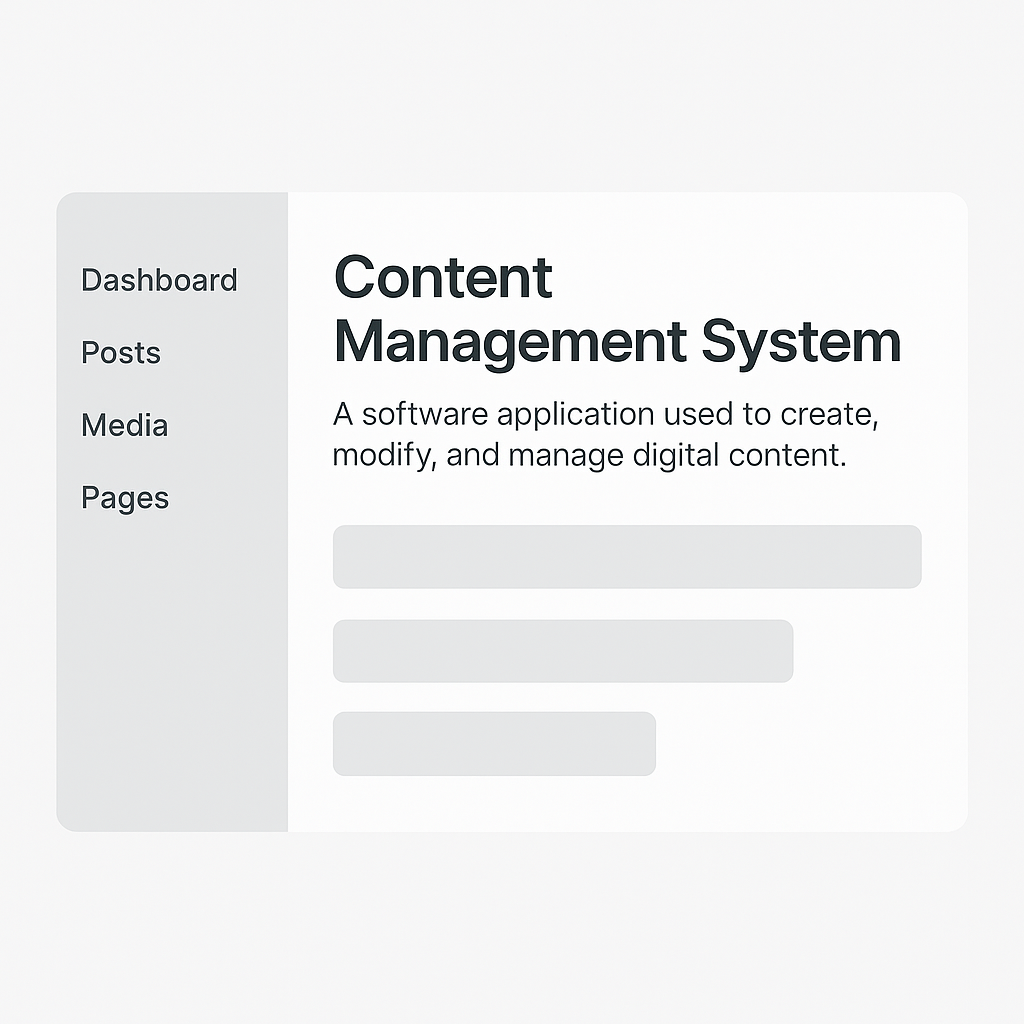 Dashboard
Posts
Media
Pages
Content
Management System
A software application used to create,
modify, and manage digital content.